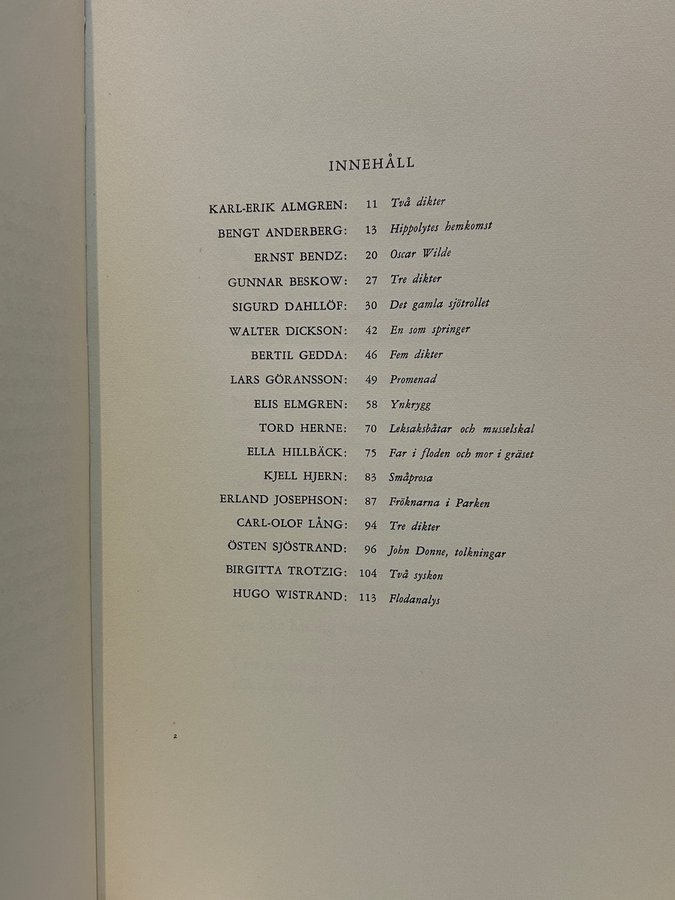 INNEHÅLL
KARL-ERIK ALMGREN: 11 Två dikter
BENGT ANDERBERG: 13 Hippolytes hemkomst
ERNST BENDZ: 20 Oscar Wilde
GUNNAR BESKOW: 27 Tre dikter
SIGURD DAHLLÖF: 30 Det gamla sjötrollet
WALTER DICKSON: 42 En som springer
BERTIL GEDDA: 46 Fem dikter
LARS GÖRANSSON: 49 Promenad
ELIS ELMGREN: 58 Ynkrygg
TORD HERNE: 70 Leksaksbåtar och musselskal
ELLA HILLBÄCK: 75 Far i floden och mor i gräset
KJELL HJERN: 83 Småprosa
ERLAND JOSEPHSON: 87 Fröknarna i Parken
CARL-OLOF LÅNG: 94 Tre dikter
ÖSTEN SJÖSTRAND: 96 John Donne, tolkningar
BIRGITTA TROTZIG: 104 Två syskon
HUGO WISTRAND: 113 Flodanalys
2